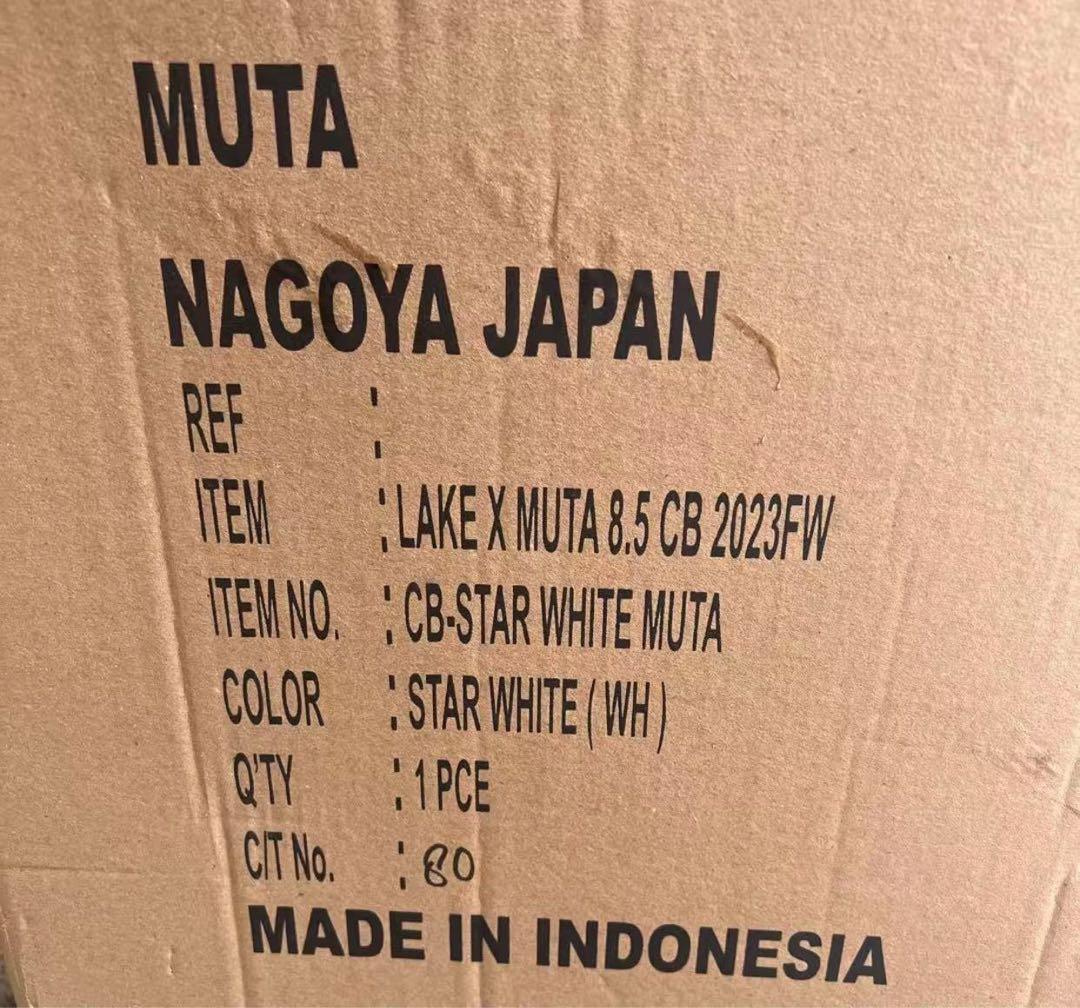 MUTA
NAGOYA JAPAN
REF :
ITEM : LAKE X MUTA 8.5 CB 2023FW
ITEM NO. : CB-STAR WHITE MUTA
COLOR : STAR WHITE ( WH )
Q'TY : 1 PCE
C/T No. : 80
MADE IN INDONESIA